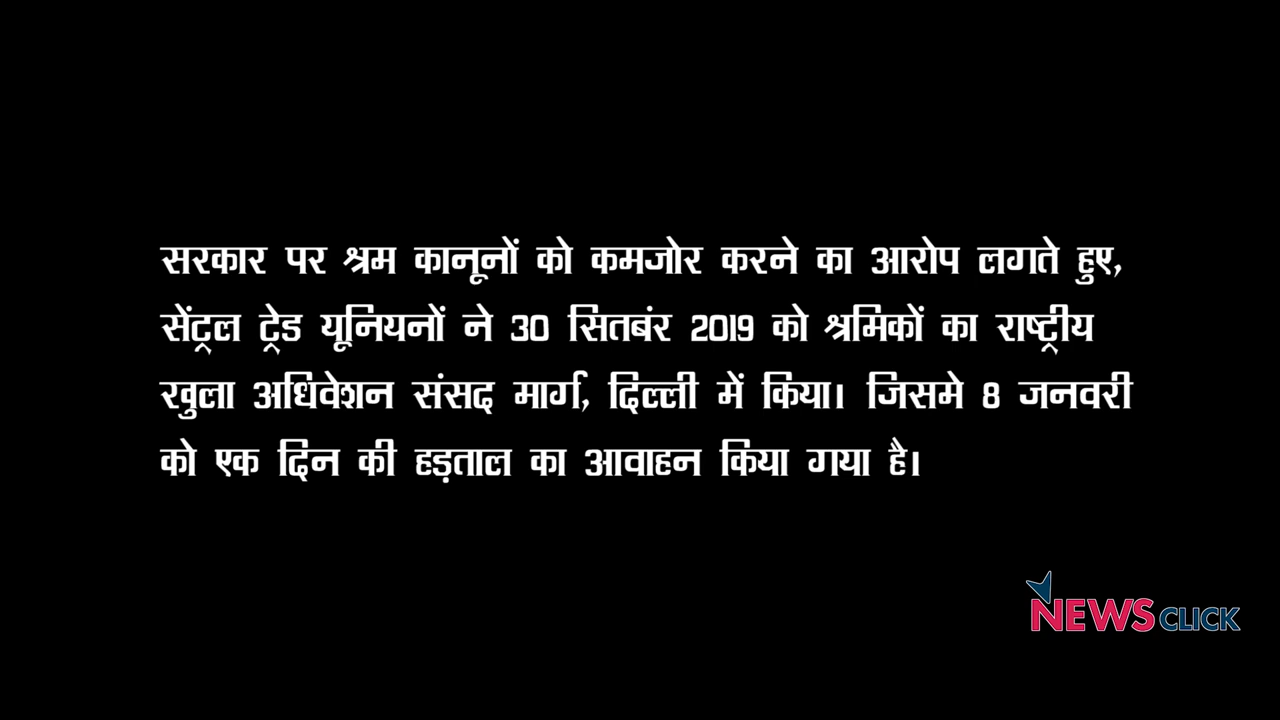 सरकार पर श्रम कानूनों को कमजोर करने का आरोप लगते हुए,
सेंट्रल ट्रेड यूनियनों ने 30 सितबंर 2019 को श्रमिकों का राष्ट्रीय
खुला अधिवेशन संसद मार्ग, दिल्ली में किया। जिसमे 8 जनवरी
को एक दिन की हड़ताल का आवाहन किया गया है।
NEWSCLICK